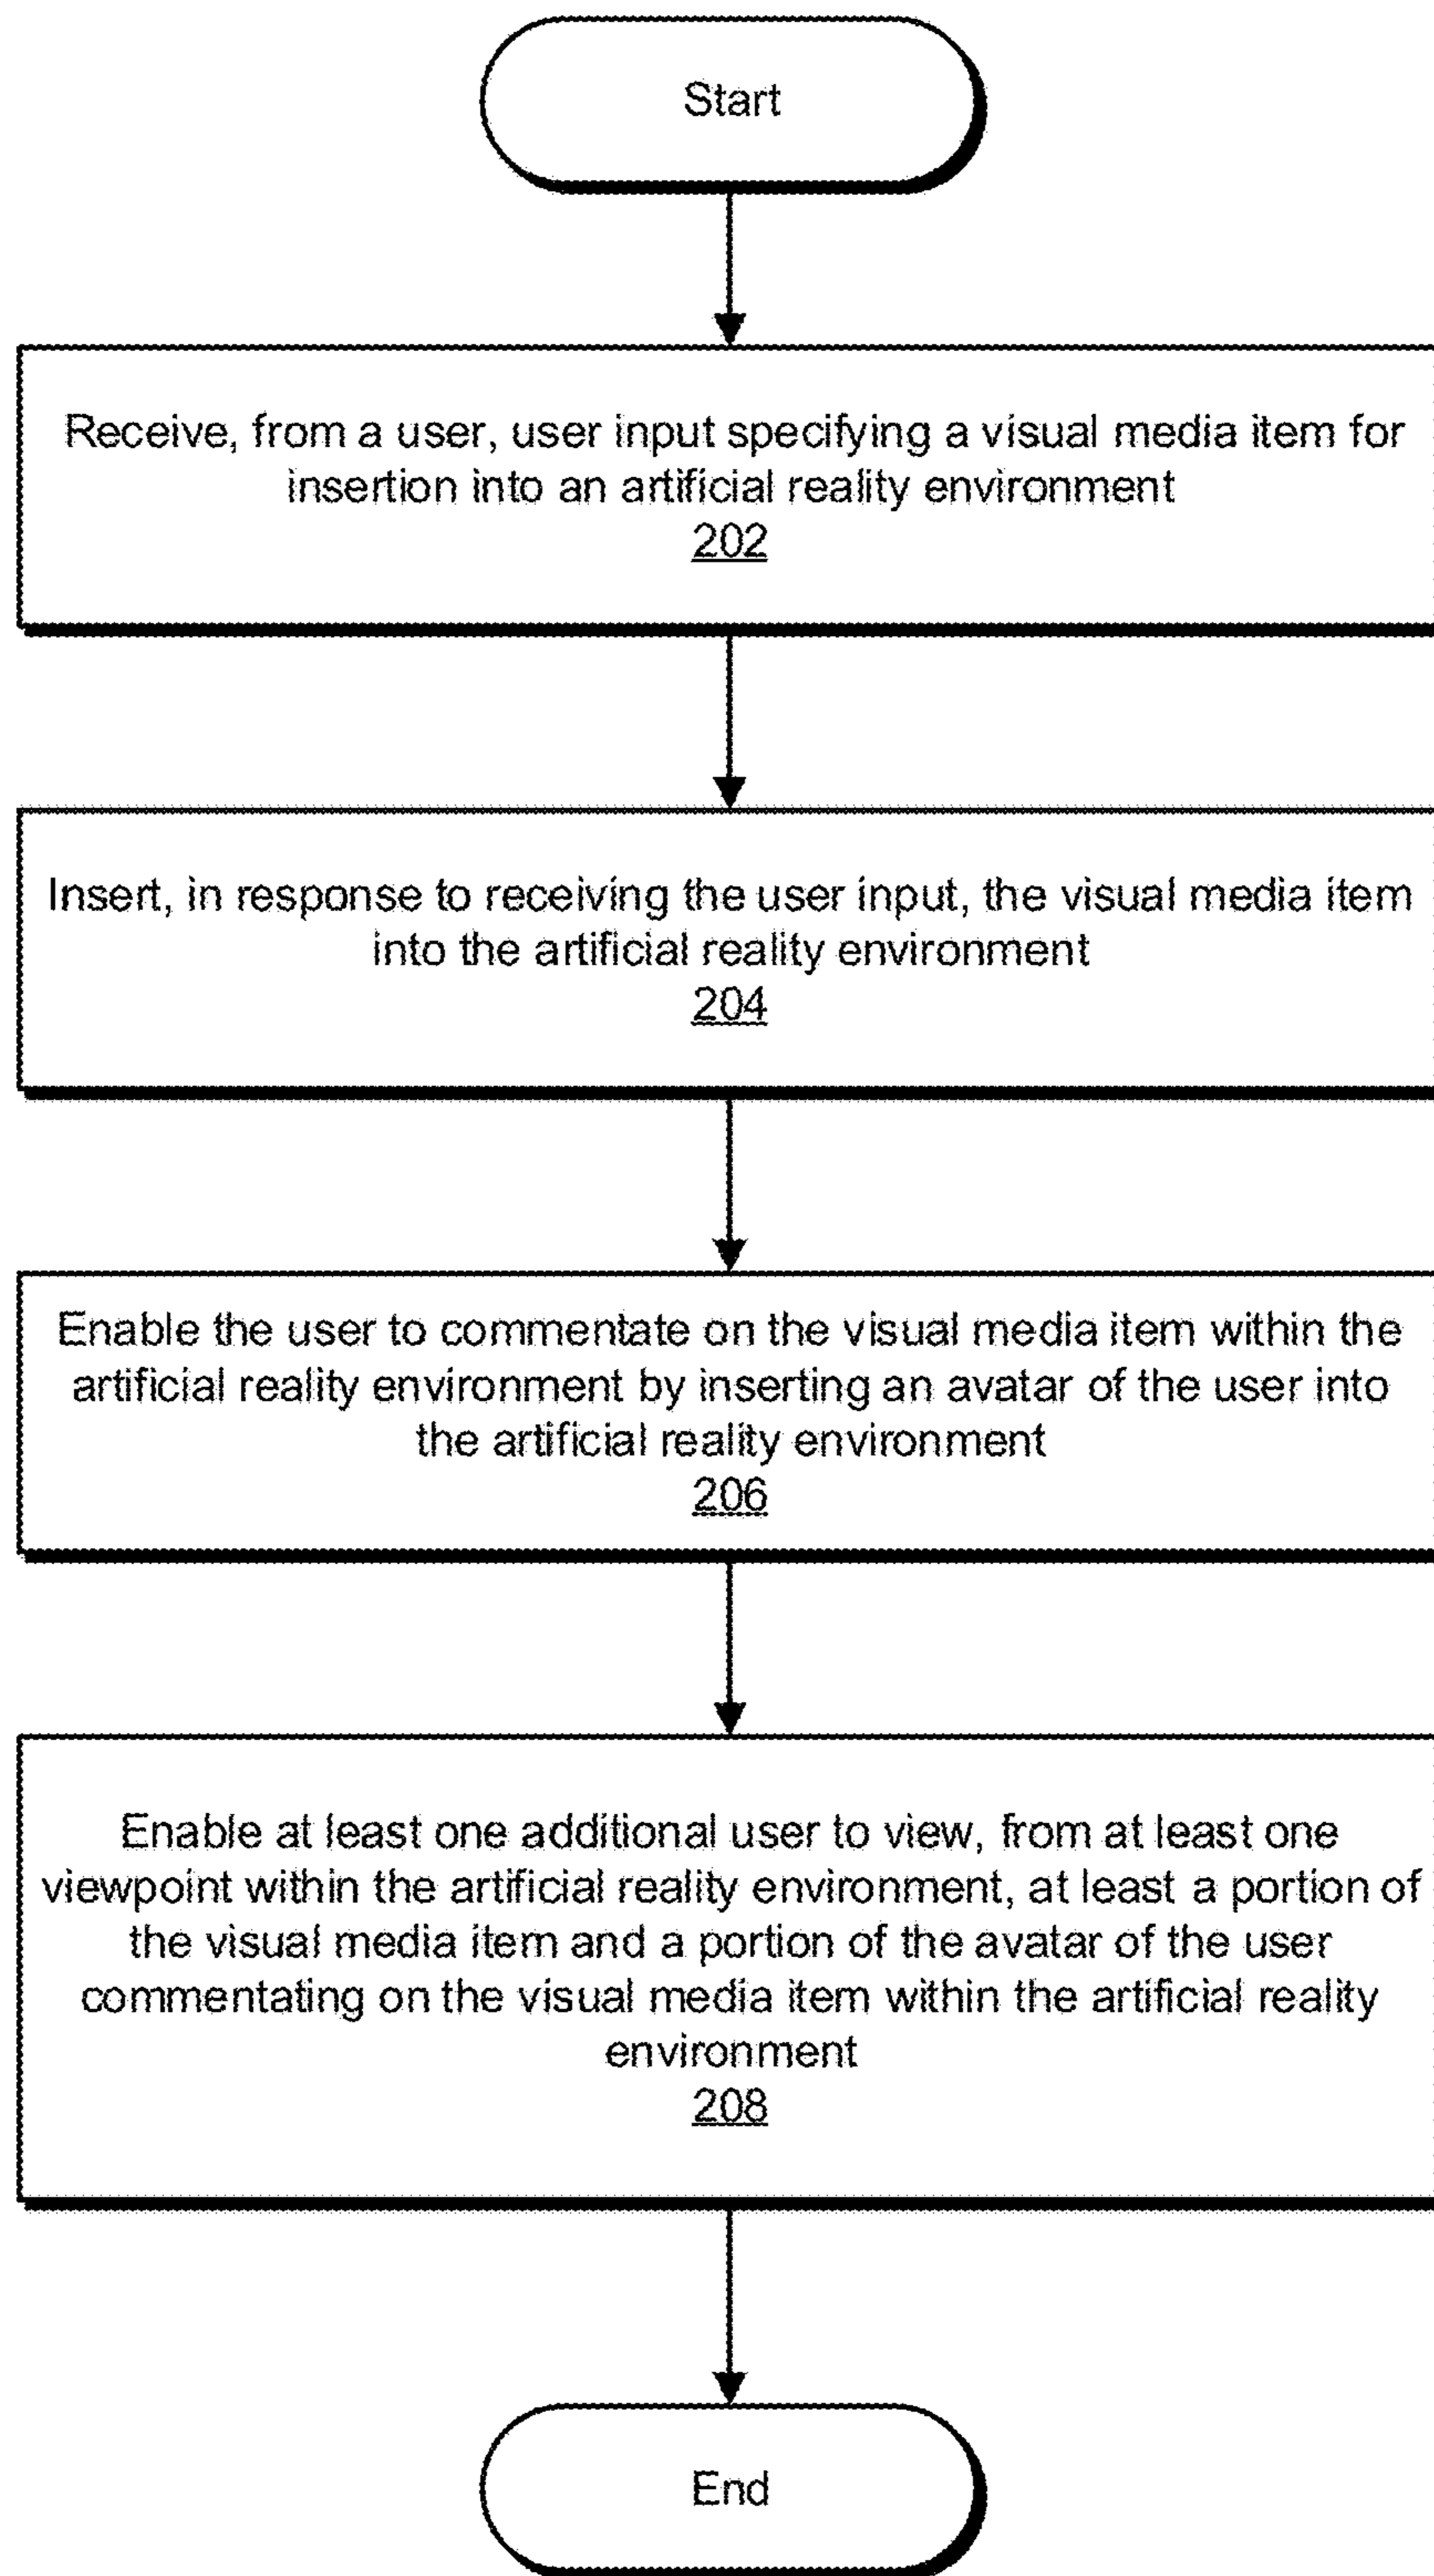 Start
Receive, from a user, user input specifying a visual media item for
insertion into an artificial reality environment
202
Insert, in response to receiving the user input, the visual media item
into the artificial reality environment
204
Enable the user to commentate on the visual media item within the
artificial reality environment by inserting an avatar of the user into
the artificial reality environment
206
Enable at least one additional user to view, from at least one
viewpoint within the artificial reality environment, at least a portion of
the visual media item and a portion of the avatar of the user
commentating on the visual media item within the artificial reality
environment
208
End